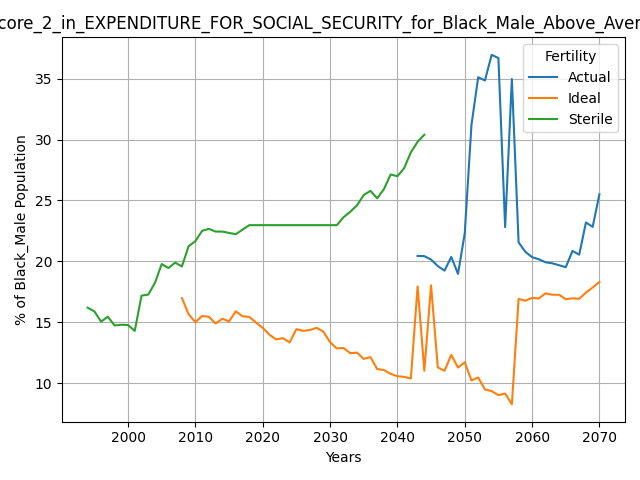 core_2_in_EXPENDITURE_FOR_SOCIAL_SECURITY_for_Black_Male_Above_Aver
Fertility
Actual
Ideal
Sterile
% of Black_Male Population
35
30
25
20
15
10
2000
2010
2020
2030
2040
2050
2060
2070
Years